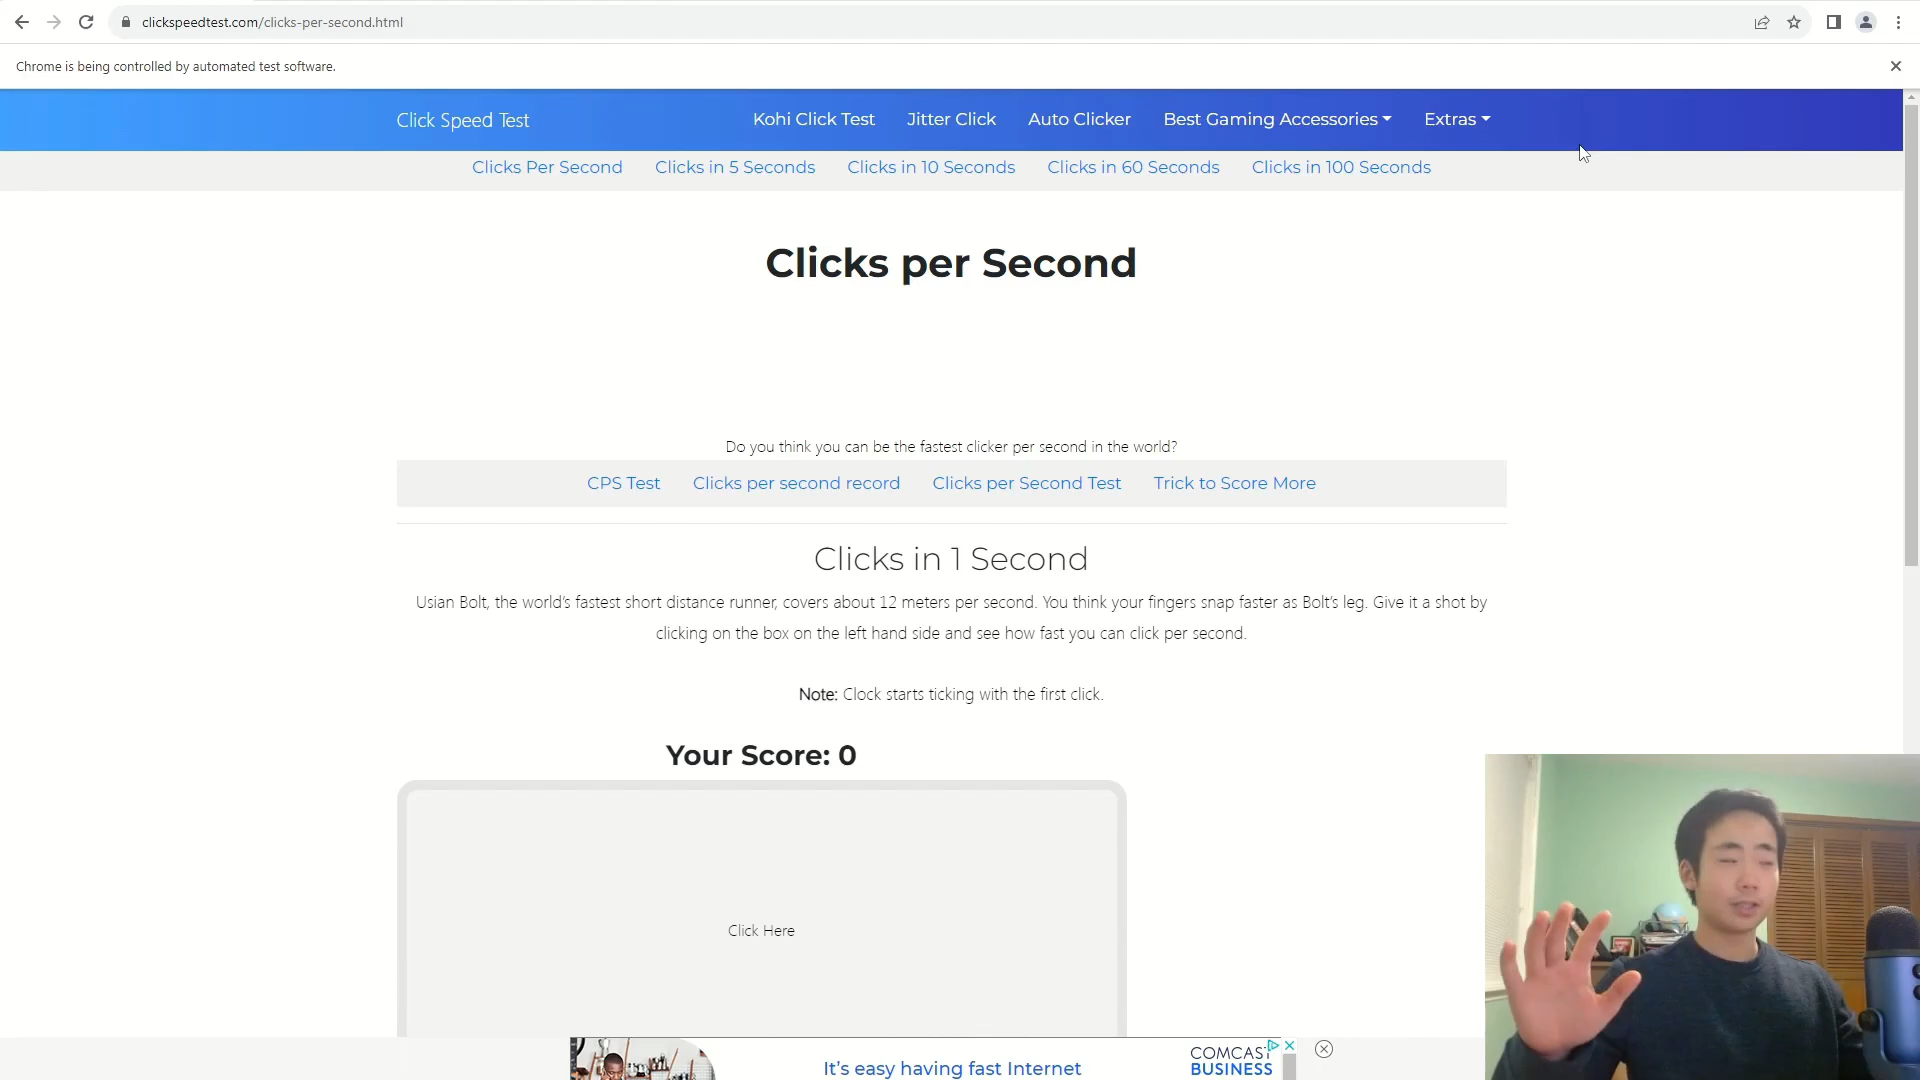 clickspeedtest.com/clicks-per-second.html
Chrome is being controlled by automated test software.
Click Speed Test
Kohi Click Test
Jitter Click
Auto Clicker
Best Gaming Accessories
Extras
Clicks Per Second
Clicks in 5 Seconds
Clicks in 10 Seconds
Clicks in 60 Seconds
Clicks in 100 Seconds
Clicks per Second
Do you think you can be the fastest clicker per second in the world?
CPS Test
Clicks per second record
Clicks per Second Test
Trick to Score More
Clicks in 1 Second
Usian Bolt, the world's fastest short distance runner, covers about 12 meters per second. You think your fingers snap faster as Bolt's leg. Give it a shot by
clicking on the box on the left hand side and see how fast you can click per second.
Note: Clock starts ticking with the first click.
Your Score: 0
Click Here
It's easy having fast Internet
COMCAST
BUSINESS